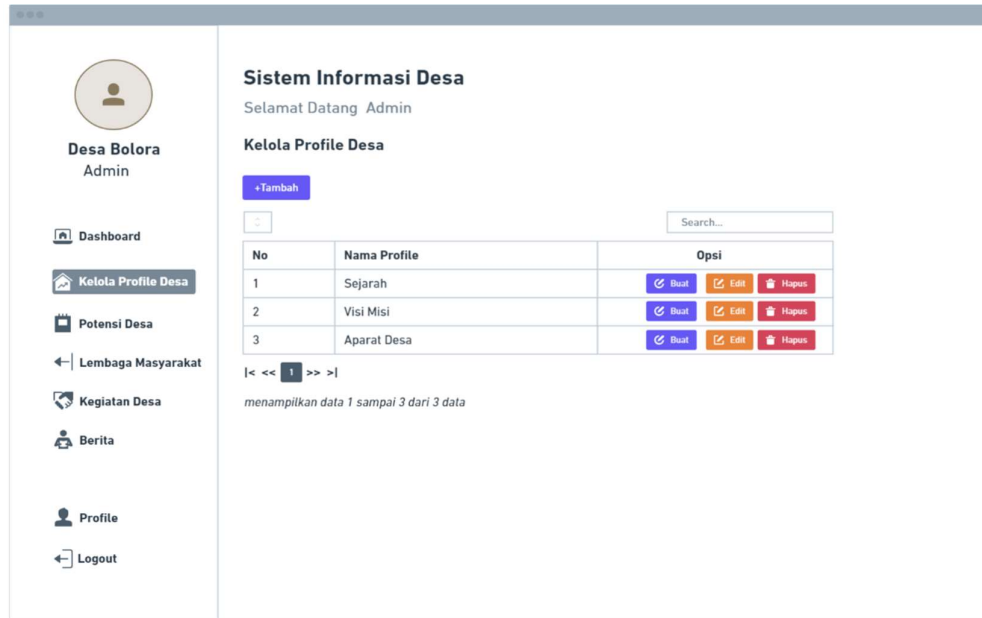 Desa Bolora
Admin
Dashboard
Kelola Profile Desa
Potensi Desa
Lembaga Masyarakat
Kegiatan Desa
Berita
Profile
Logout
Sistem Informasi Desa
Selamat Datang Admin
Kelola Profile Desa
+Tambah
Search...
No Nama Profile Opsi
1 Sejarah Buat Edit Hapus
2 Visi Misi Buat Edit Hapus
3 Aparat Desa Buat Edit Hapus
|< << 1 >> >|
menampilkan data 1 sampai 3 dari 3 data